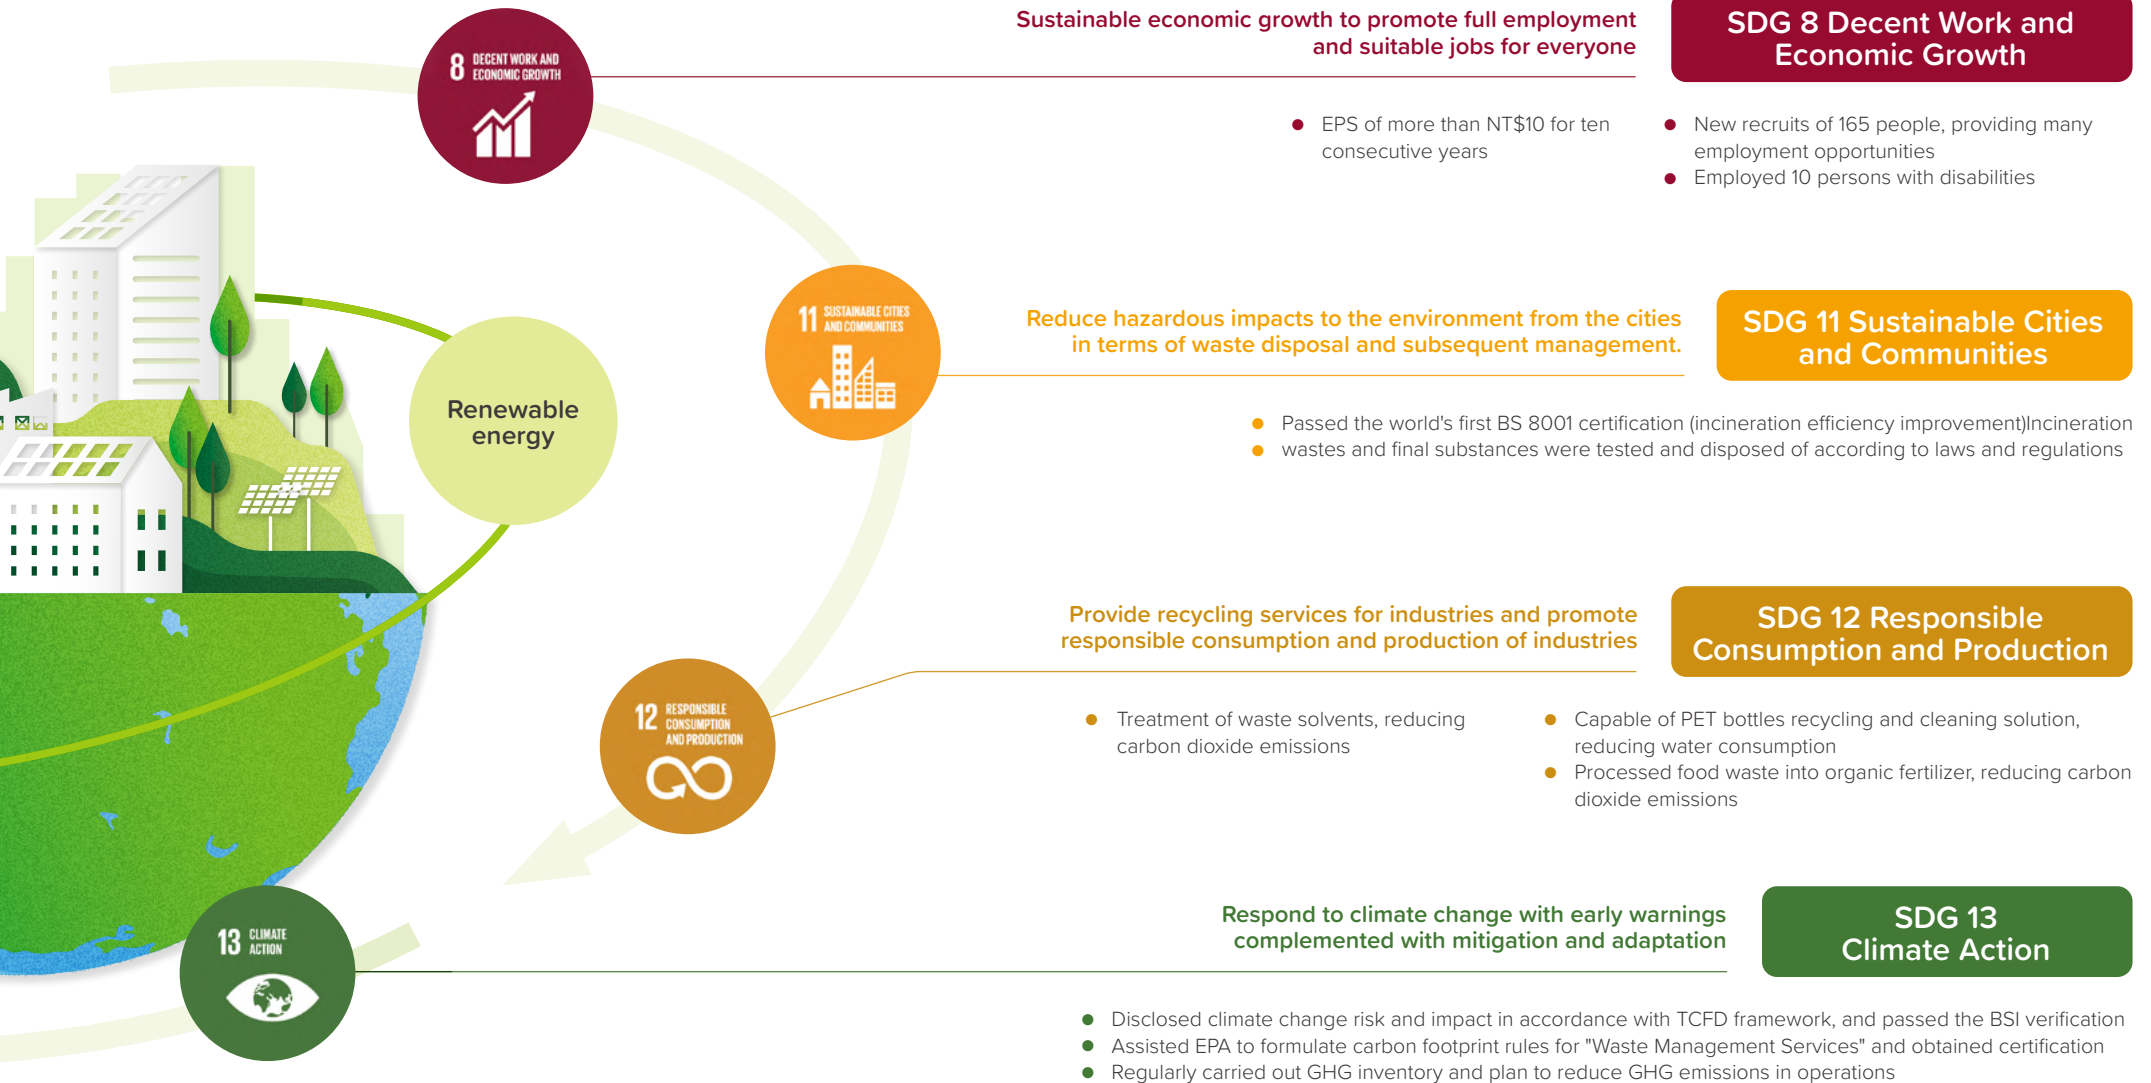 8 DECENT WORK AND
ECONOMIC GROWTH
Sustainable economic growth to promote full employment
and suitable jobs for everyone
SDG 8 Decent Work and
Economic Growth
EPS of more than NT$10 for ten
consecutive years
New recruits of 165 people, providing many
employment opportunities
Employed 10 persons with disabilities
Renewable
energy
11 SUSTAINABLE CITIES
AND COMMUNITIES
Reduce hazardous impacts to the environment from the cities
in terms of waste disposal and subsequent management.
SDG 11 Sustainable Cities
and Communities
Passed the world's first BS 8001 certification (incineration efficiency improvement)Incineration
wastes and final substances were tested and disposed of according to laws and regulations
12 RESPONSIBLE
CONSUMPTION
AND PRODUCTION
Provide recycling services for industries and promote
responsible consumption and production of industries
SDG 12 Responsible
Consumption and Production
Treatment of waste solvents, reducing
carbon dioxide emissions
Capable of PET bottles recycling and cleaning solution,
reducing water consumption
Processed food waste into organic fertilizer, reducing carbon
dioxide emissions
13 CLIMATE
ACTION
Respond to climate change with early warnings
complemented with mitigation and adaptation
SDG 13
Climate Action
Disclosed climate change risk and impact in accordance with TCFD framework, and passed the BSI verification
Assisted EPA to formulate carbon footprint rules for "Waste Management Services" and obtained certification
Regularly carried out GHG inventory and plan to reduce GHG emissions in operations